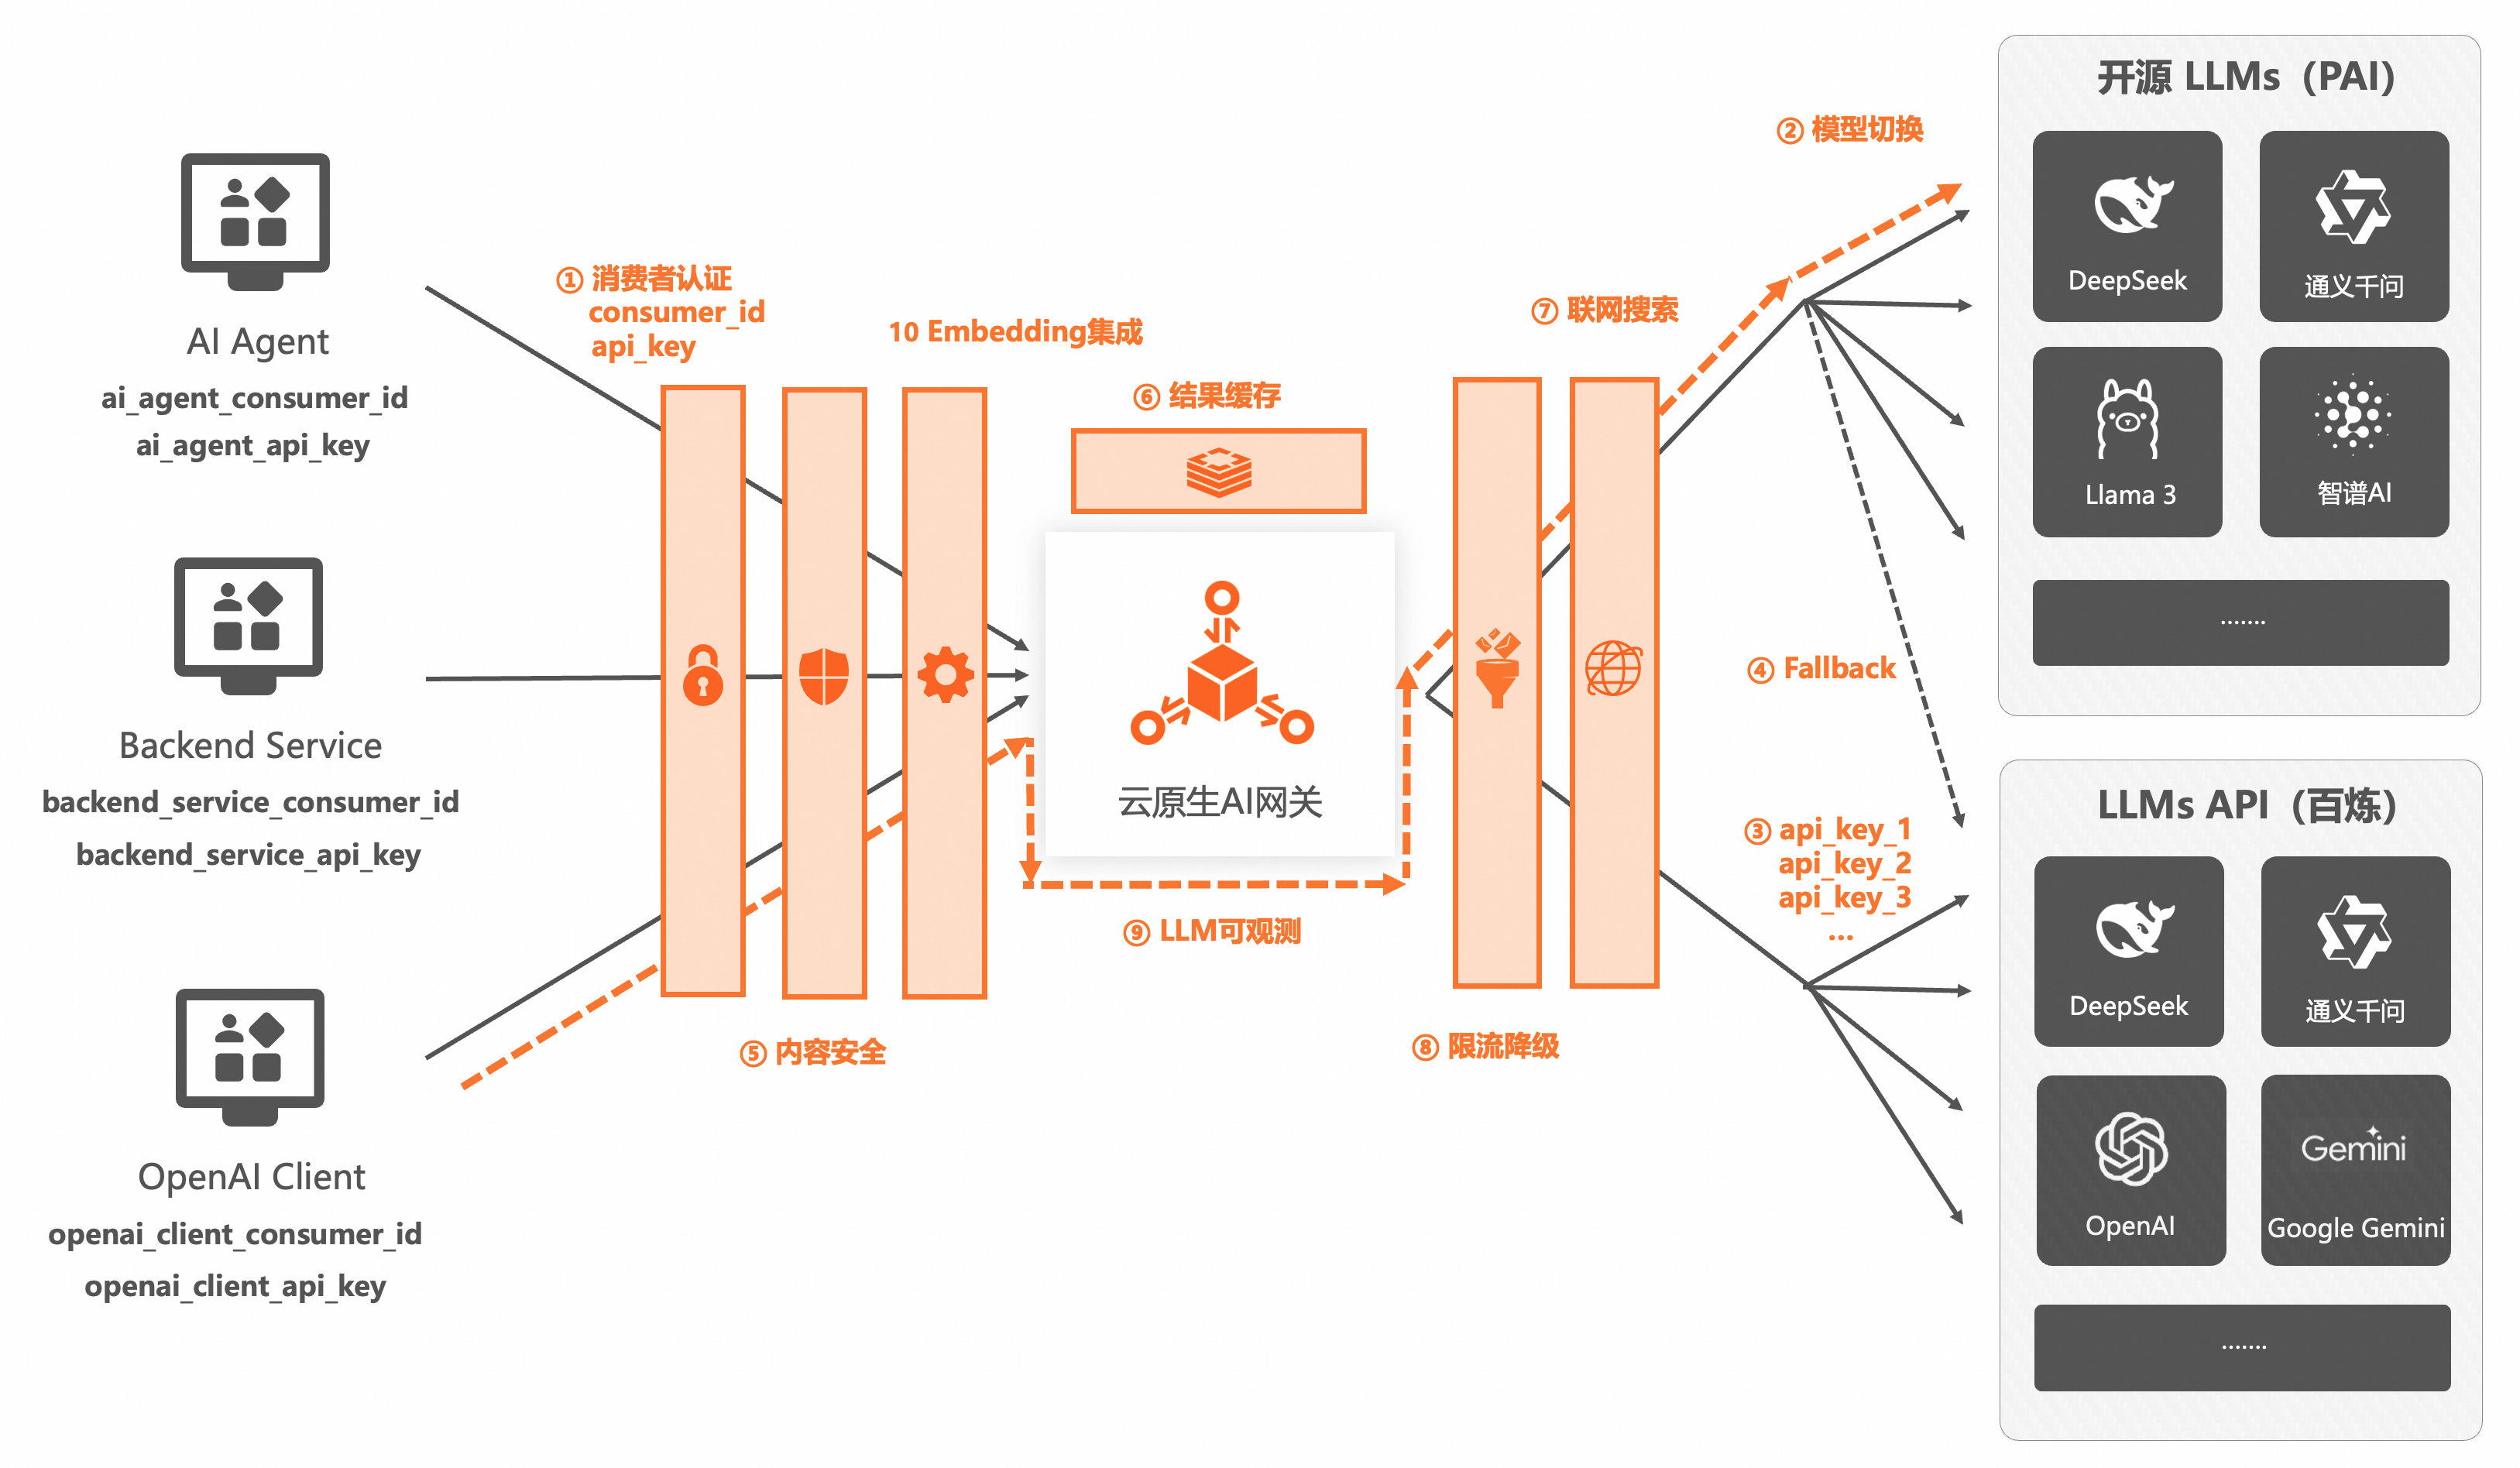 AI Agent
ai_agent_consumer_id
ai_agent_api_key
Backend Service
backend_service_consumer_id
backend_service_api_key
OpenAI Client
openai_client_consumer_id
openai_client_api_key
① 消费者认证
consumer_id
api_key
10 Embedding集成
⑤ 内容安全
⑥ 结果缓存
云原生AI网关
⑨ LLM可观测
⑦ 联网搜索
⑧ 限流降级
② 模型切换
④ Fallback
③ api_key_1
api_key_2
api_key_3
...
开源 LLMs（PAI）
DeepSeek
通义千问
Llama 3
智谱AI
.......
LLMs API（百炼）
DeepSeek
通义千问
OpenAI
Gemini
Google Gemini
.......